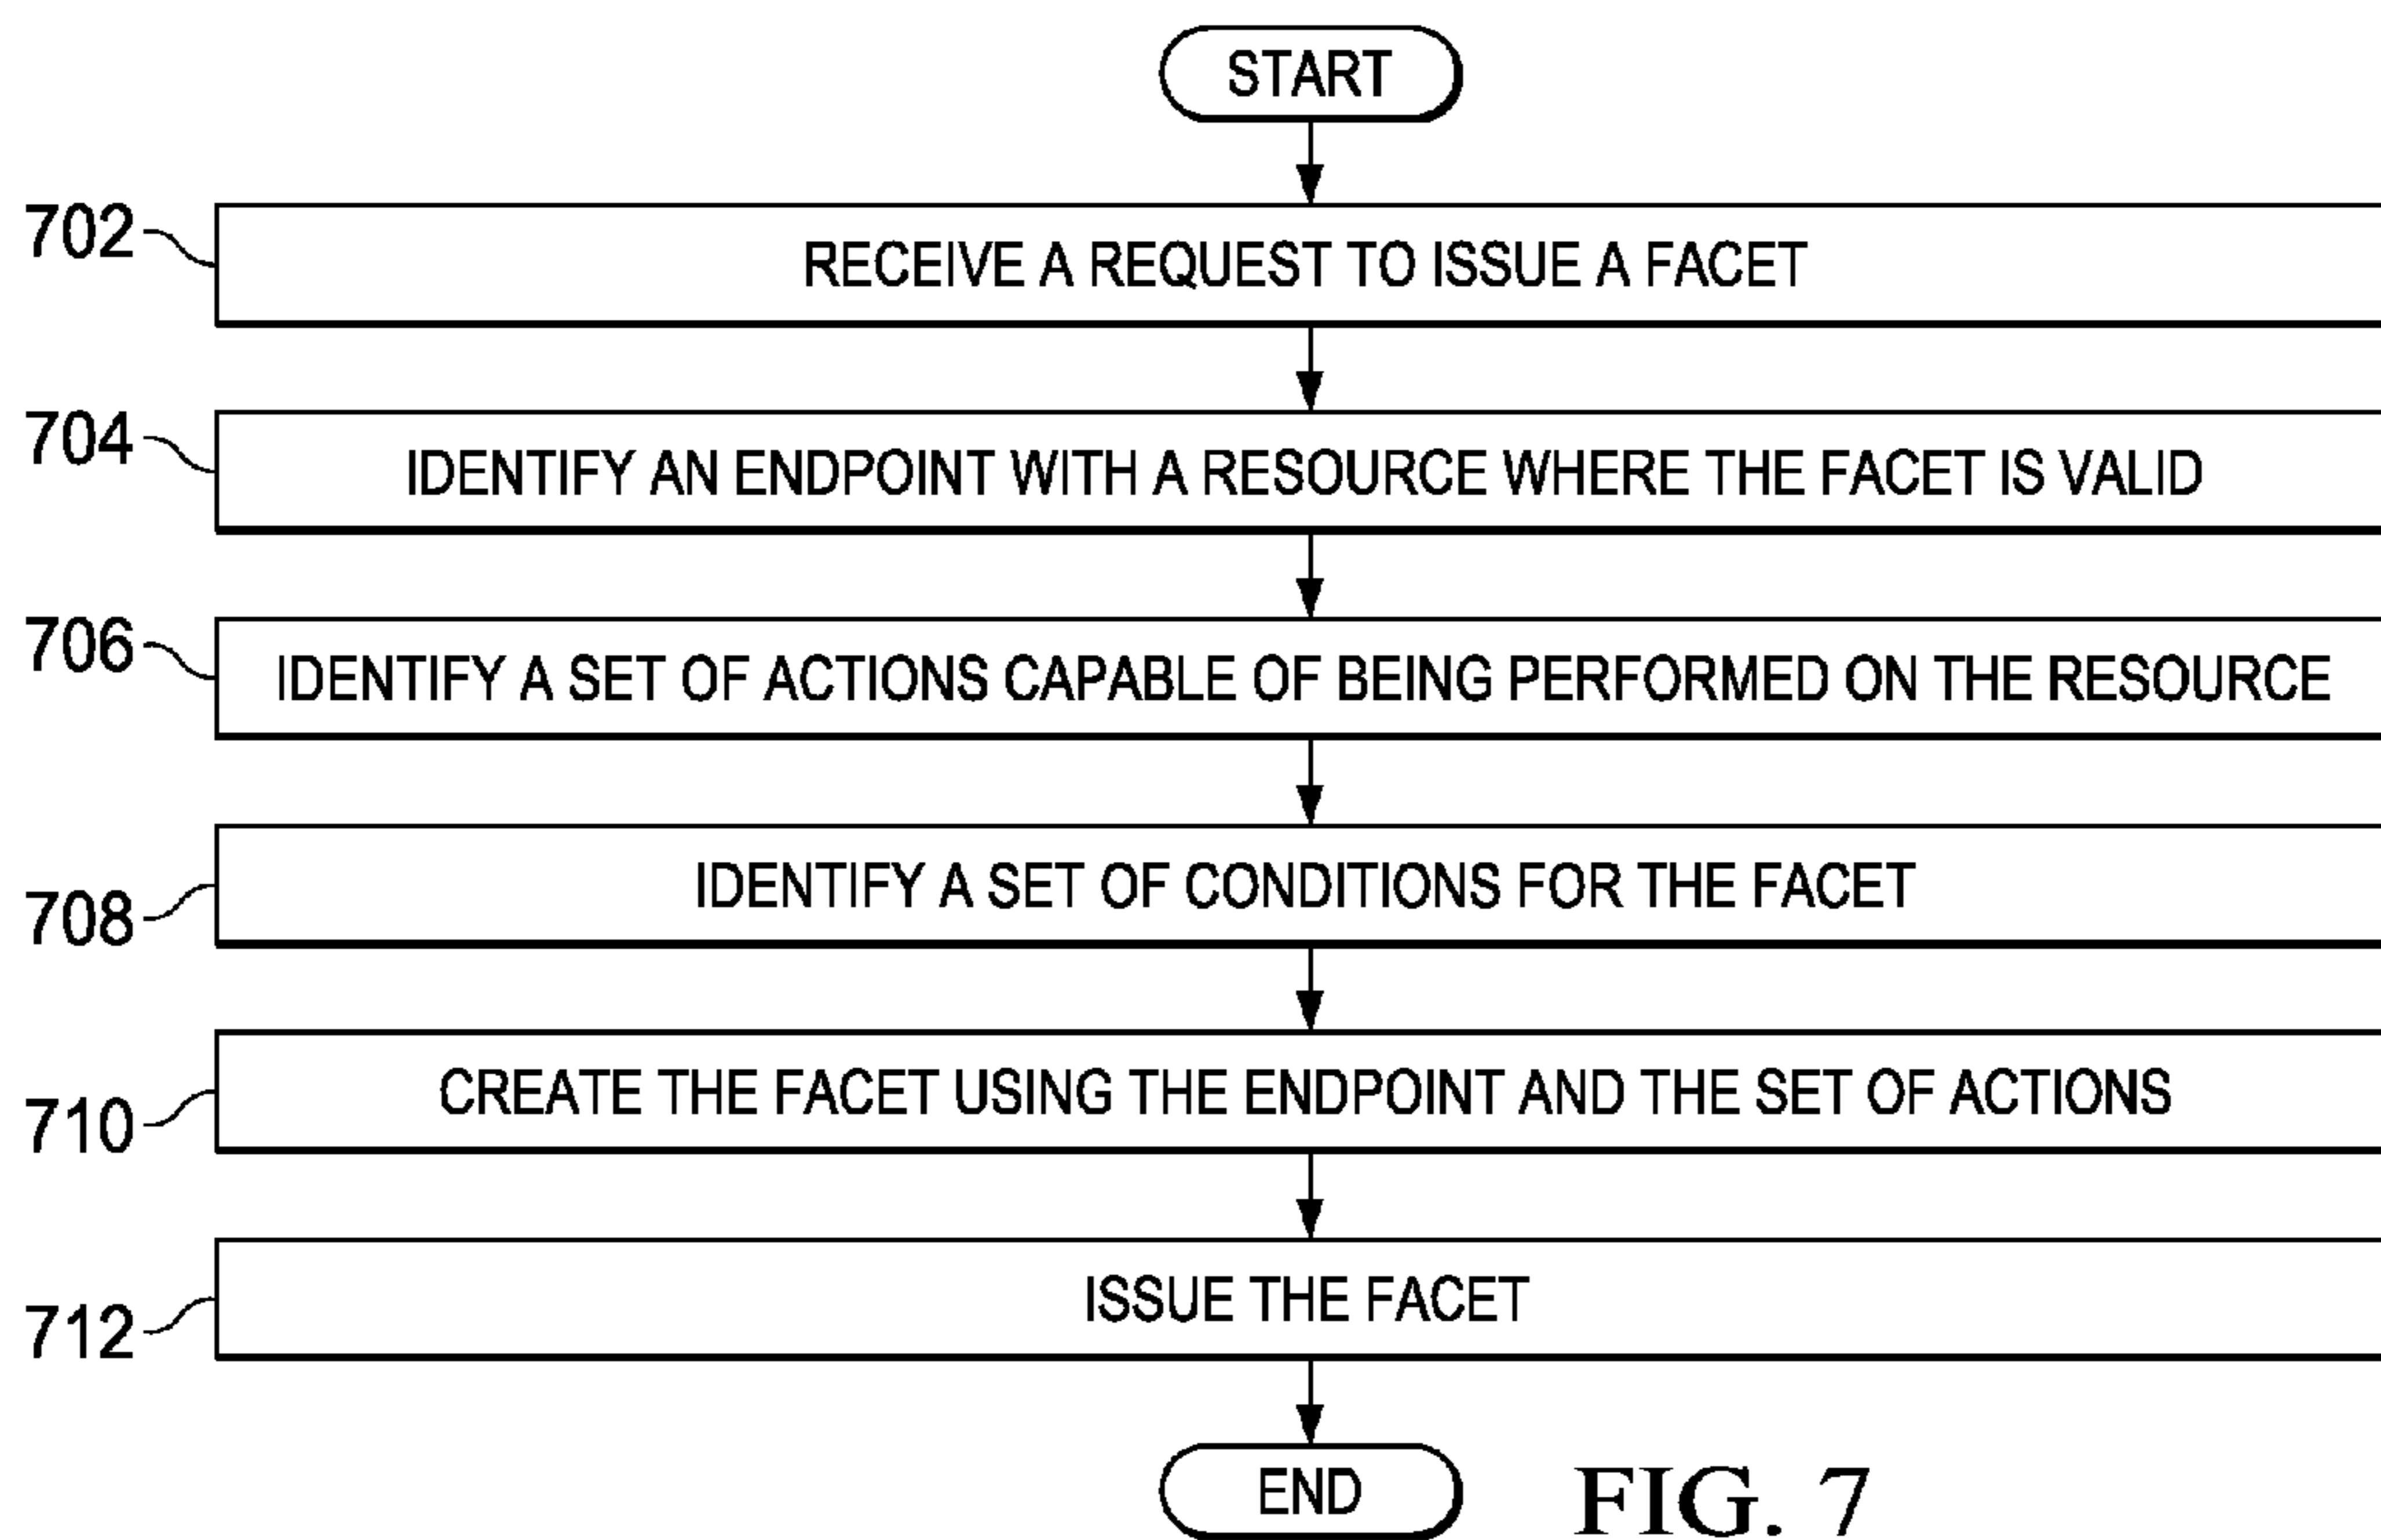 START
702
RECEIVE A REQUEST TO ISSUE A FACET
704
IDENTIFY AN ENDPOINT WITH A RESOURCE WHERE THE FACET IS VALID
706
IDENTIFY A SET OF ACTIONS CAPABLE OF BEING PERFORMED ON THE RESOURCE
708
IDENTIFY A SET OF CONDITIONS FOR THE FACET
710
CREATE THE FACET USING THE ENDPOINT AND THE SET OF ACTIONS
712
ISSUE THE FACET
END
FIG. 7